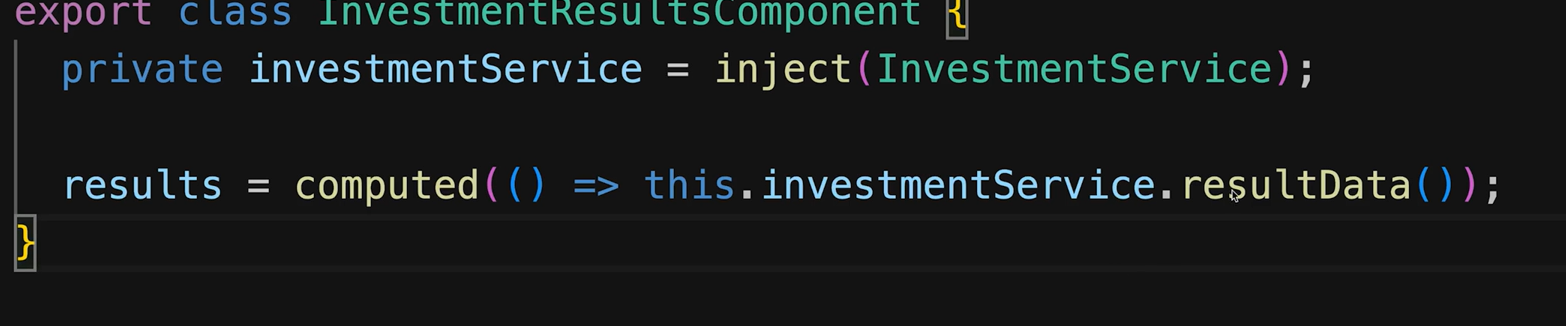 export class InvestmentResultsComponent {
private investmentService = inject(InvestmentService);
results = computed(() => this.investmentService.resultData());
}